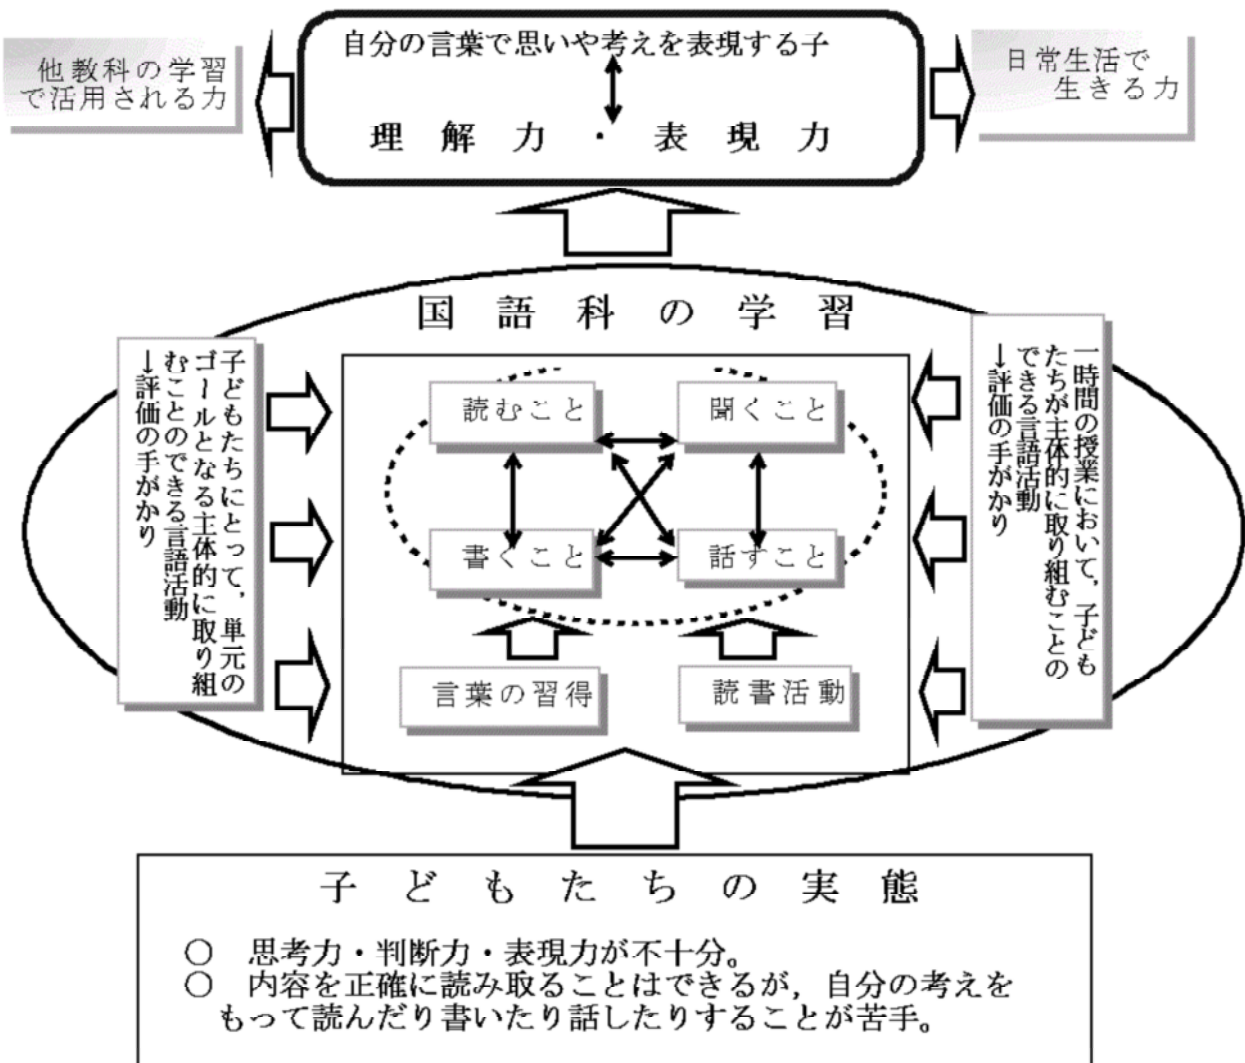 自分の言葉で思いや考えを表現する子
理解力・表現力
他教科の学習
で活用される力
日常生活で
生きる力
国語科の学習
子どもたちにとって，単元の
ゴールとなる主体的に取り組
むことのできる言語活動
→評価の手がかり
読むこと
聞くこと
書くこと
話すこと
言葉の習得
読書活動
一時間の授業において，子ども
たちが主体的に取り組むことの
できる言語活動
→評価の手がかり
子どもたちの実態
○　思考力・判断力・表現力が不十分。
○　内容を正確に読み取ることはできるが，自分の考えを
もって読んだり書いたり話したりすることが苦手。